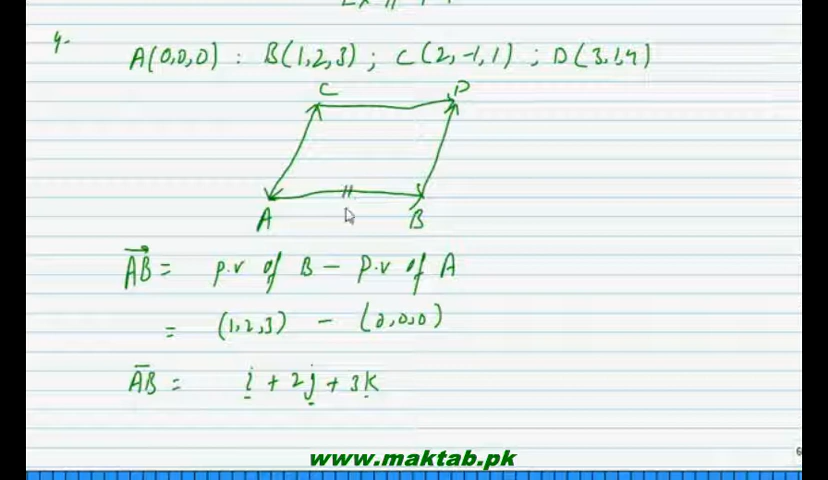 4.
A(0,0,0) : B(1,2,3) ; C(2,-1,1) ; D(3,1,4)
C D
A B
AB = p.v of B - p.v of A
= (1,2,3) - (0,0,0)
AB = i + 2j + 3k
www.maktab.pk
6